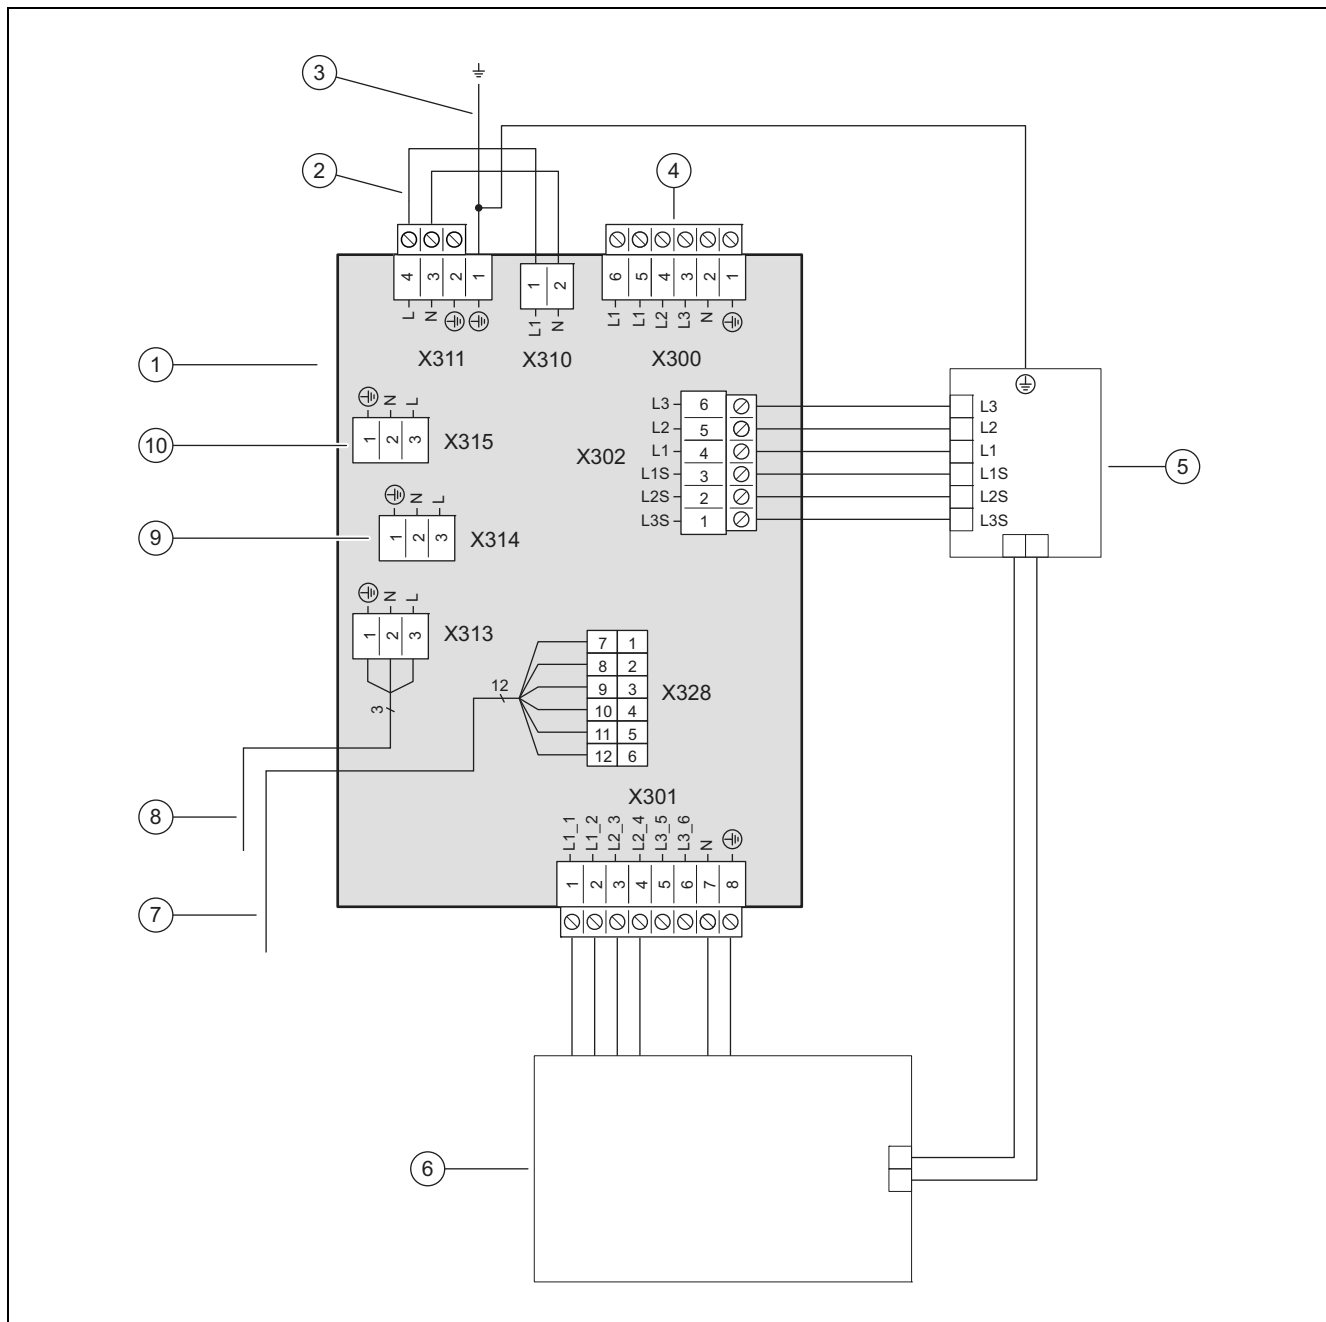 3
2
4
4 3 2 1
1 2
6 5 4 3 2 1
L N
L1 N
L1 L1 L2 L3 N
X311
X310
X300
1
N L
1 2 3
X315
10
N L
1 2 3
X314
9
N L
1 2 3
X313
3
8
7
X302
L3 6
L2 5
L1 4
L1S 3
L2S 2
L3S 1
L3
L2
L1
L1S
L2S
L3S
5
12
7 1
8 2
9 3
10 4
11 5
12 6
X328
X301
L1_1 L1_2 L2_3 L2_4 L3_5 L3_6 N
1 2 3 4 5 6 7 8
6